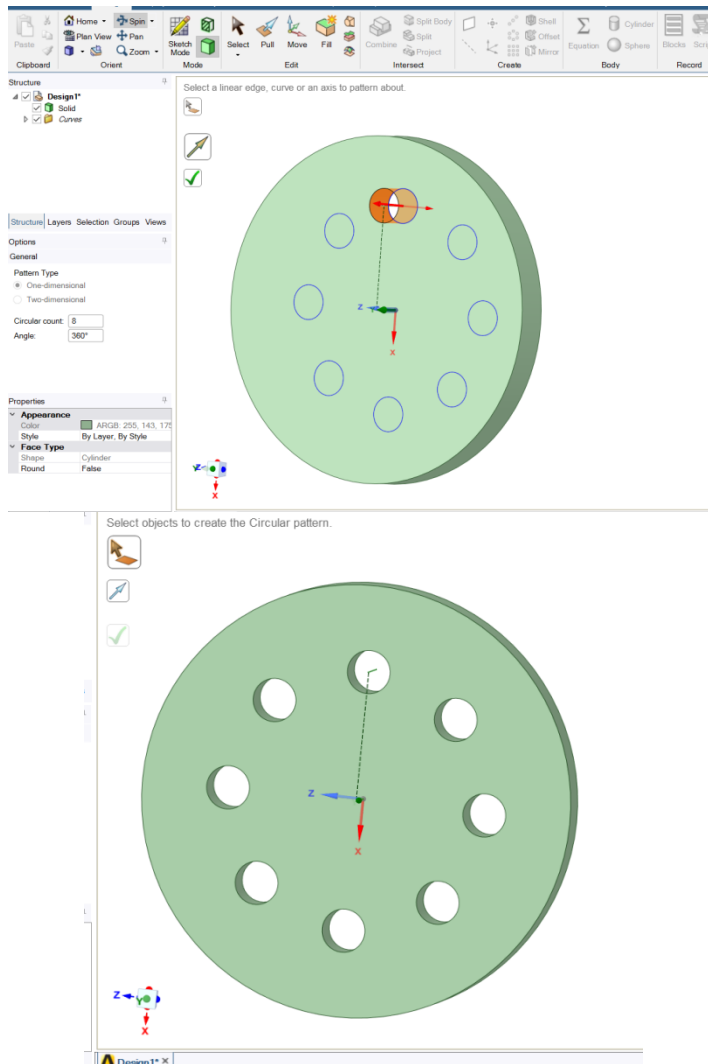 Home Spin Split Body Shell Cylinder
Plan View Pan Split Offset
Paste Zoom Sketch Mode Select Pull Move Fill Combine Project Mirror Equation Sphere Blocks
Clipboard Orient Mode Edit Intersect Create Body Record
Structure
Design1*
Solid
Curves
Select a linear edge, curve or an axis to pattern about.
Structure Layers Selection Groups Views
Options
General
Pattern Type
One-dimensional
Two-dimensional
Circular count: 8
Angle: 360°
Z
X
Properties
Appearance
Color ARGB: 255, 143, 175
Style By Layer, By Style
Face Type
Shape Cylinder
Round False
Z
X
Select objects to create the Circular pattern.
Z
X
Z Y
X
Design1*